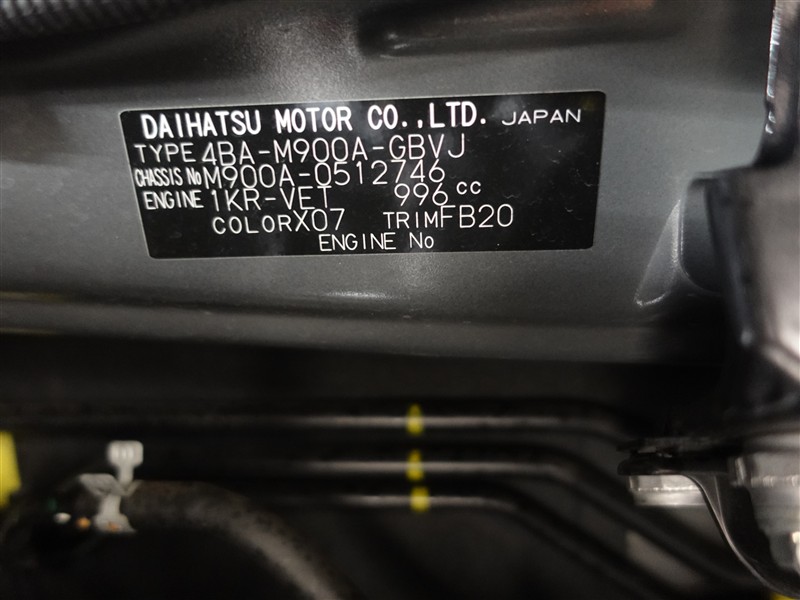 DAIHATSU MOTOR CO.,LTD. JAPAN
TYPE 4BA-M900A-GBVJ
CHASSIS No M900A-0512746
ENGINE 1KR-VET 996 cc
COLOR X07 TRIM FB20
ENGINE No